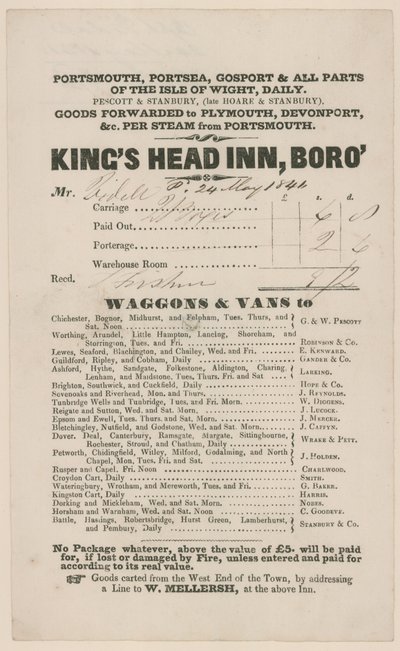 PORTSMOUTH, PORTSEA, GOSPORT & ALL PARTS
OF THE ISLE OF WIGHT, DAILY.
PESCOTT & STANBURY, (late HOARE & STANBURY),
GOODS FORWARDED to PLYMOUTH, DEVONPORT,
&c. PER STEAM from PORTSMOUTH.
KING'S HEAD INN, BORO'
Mr. 24 May 1844
£ s. d.
Carriage
Paid Out
Porterage
Warehouse Room
Recd.
WAGGONS & VANS to
Chichester, Bognor, Midhurst, and Felpham, Tues. Thurs, and
Sat. Noon G. & W. PESCOTT
Worthing, Arundel, Little Hampton, Lancing, Shoreham, and
Storrington, Tues. and Fri. ROBINSON & Co.
Lewes, Seaford, Blachington, and Chailey, Wed. and Fri. E. KENWARD.
Guildford, Ripley, and Cobham, Daily GANDER & Co.
Ashford, Hythe, Sandgate, Folkestone, Aldington, Charing,
Lenham, and Maidstone, Tues. Thurs. Fri. and Sat LARKING.
Brighton, Southwick, and Cuckfield, Daily HOPE & Co.
Sevenoaks and Riverhead, Mon. and Thurs. J. REYNOLDS.
Tunbridge Wells and Tunbridge, Tues. and Fri. Morn. W. DIGGENS.
Reigate and Sutton, Wed. and Sat. Morn. J. LUCOCK.
Epsom and Ewell, Tues. Thurs. and Sat. Morn. J. MERCER.
Bletchingley, Nutfield, and Godstone, Wed. and Sat. Morn. J. CAFFYN.
Dover, Deal, Canterbury, Ramsgate, Margate, Sittingbourne,
Rochester, Stroud, and Chatham, Daily WRAKE & PETT.
Petworth, Chidingfield, Witley, Milford, Godalming, and North
Chapel, Mon. Tues. Fri. and Sat. J. HOLDEN.
Rusper and Capel, Fri. Noon CHARLWOOD.
Croydon Cart, Daily SMITH.
Wateringbury, Wrotham, and Mereworth, Tues. and Fri. G. BAKER.
Kingston Cart, Daily HARRIS.
Dorking and Mickleham, Wed. and Sat. Morn. NOBES.
Horsham and Warnham, Wed. and Sat. Noon C. GOODEVE.
Battle, Hastings, Robertsbridge, Hurst Green, Lamberhurst,
and Pembury, Daily STANBURY & Co.
No Package whatever, above the value of £5. will be paid
for, if lost or damaged by Fire, unless entered and paid for
according to its real value.
☞ Goods carted from the West End of the Town, by addressing
a Line to W. MELLERSH, at the above Inn.